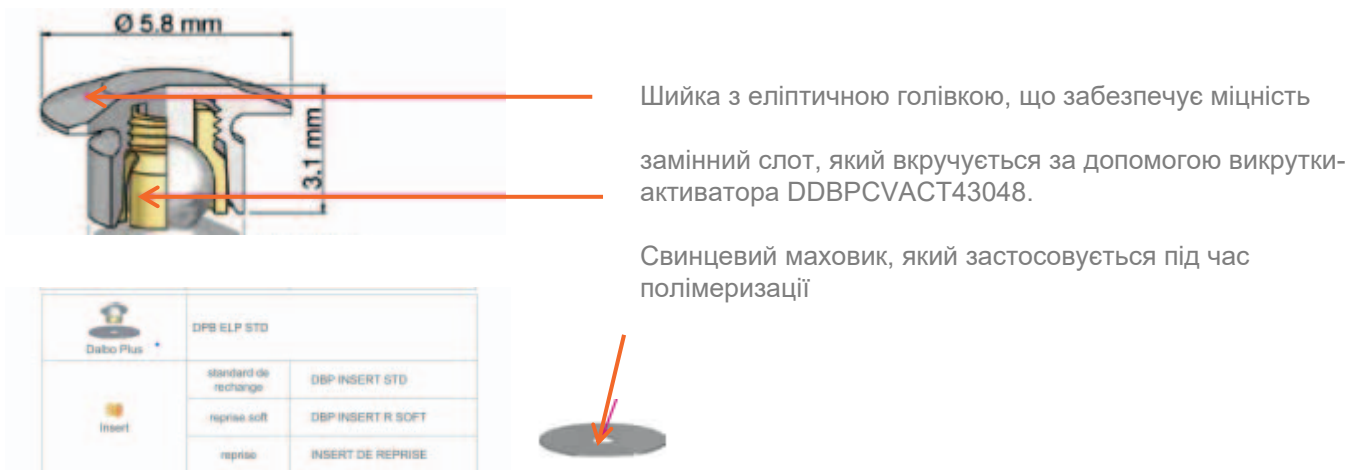 Ø 5.8 mm
3.1 mm
Шийка з еліптичною голівкою, що забезпечує міцність
замінний слот, який вкручується за допомогою викрутки-
активатора DDBPCVACT43048.
Свинцевий маховик, який застосовується під час
полімеризації
DPB ELP STD
Dalbo Plus
standard de
rechange
DBP INSERT STD
Insert
reprise soft
DBP INSERT R SOFT
reprise
INSERT DE REPRISE